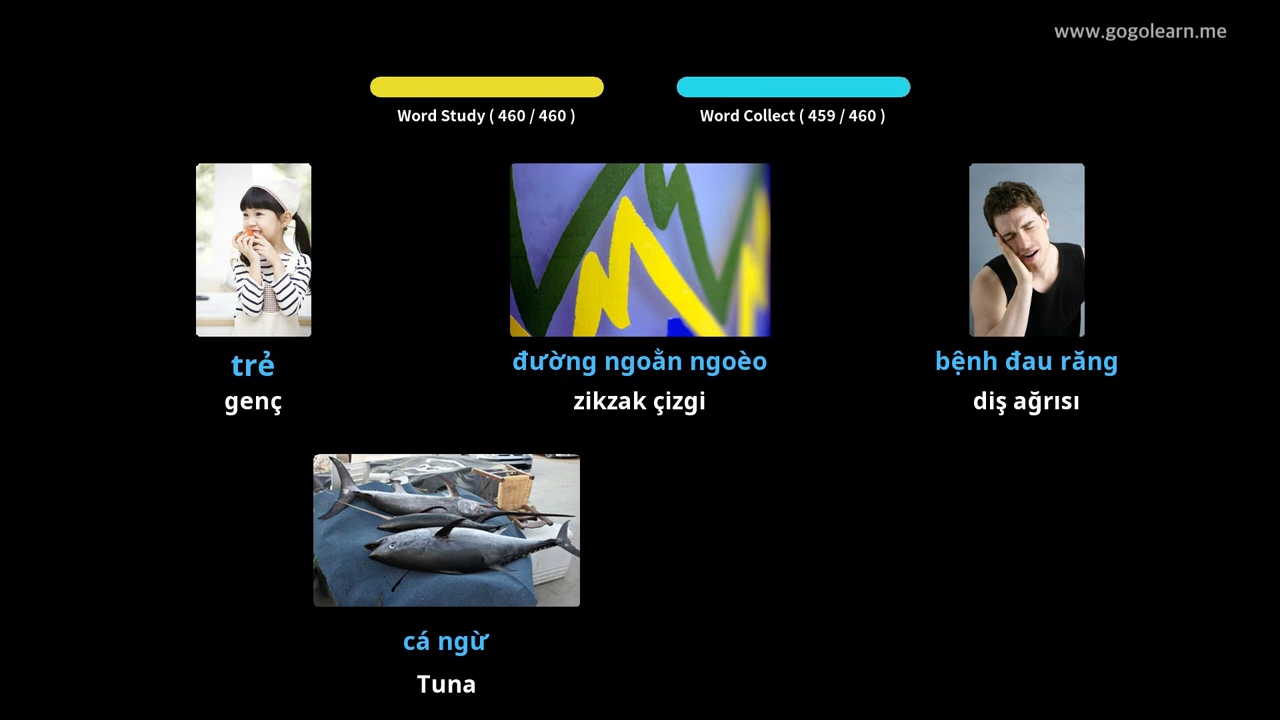 www.gogolearn.me
Word Study ( 460 / 460 )
Word Collect ( 459 / 460 )
trẻ
genç
đường ngoằn ngoèo
zikzak çizgi
bệnh đau răng
diş ağrısı
cá ngừ
Tuna